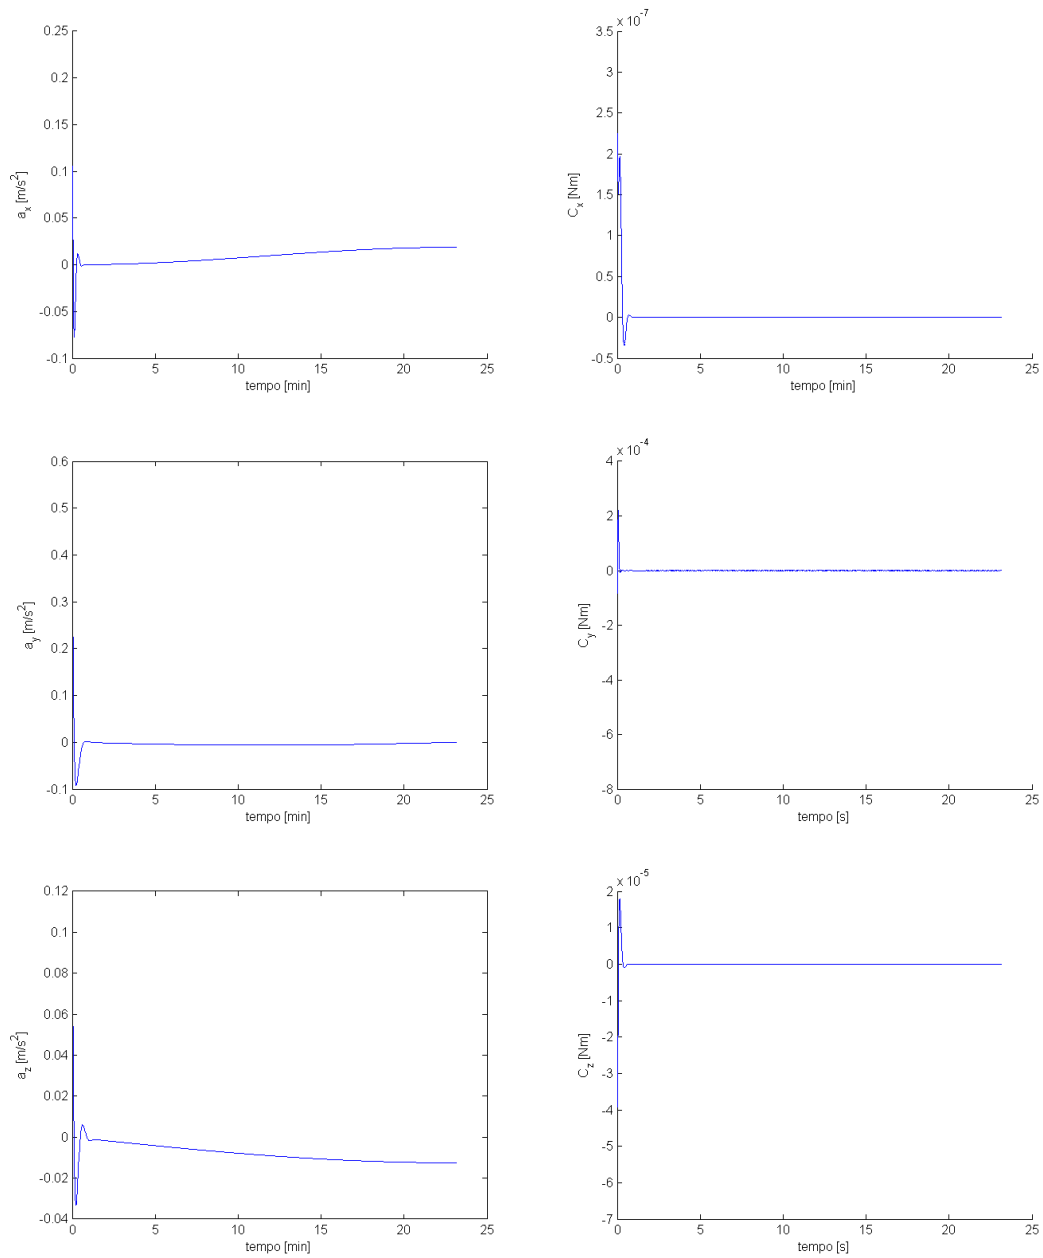 0.25
0.2
0.15
0.1
0.05
0
-0.05
-0.1
a_x [m/s^2]
0 5 10 15 20 25
tempo [min]
x 10^-7
3.5
3
2.5
2
1.5
1
0.5
0
-0.5
C_x [Nm]
0 5 10 15 20 25
tempo [min]
0.6
0.5
0.4
0.3
0.2
0.1
0
-0.1
a_y [m/s^2]
0 5 10 15 20 25
tempo [min]
x 10^-4
4
2
0
-2
-4
-6
-8
C_y [Nm]
0 5 10 15 20 25
tempo [s]
0.12
0.1
0.08
0.06
0.04
0.02
0
-0.02
-0.04
a_z [m/s^2]
0 5 10 15 20 25
tempo [min]
x 10^-5
2
1
0
-1
-2
-3
-4
-5
-6
-7
C_z [Nm]
0 5 10 15 20 25
tempo [s]